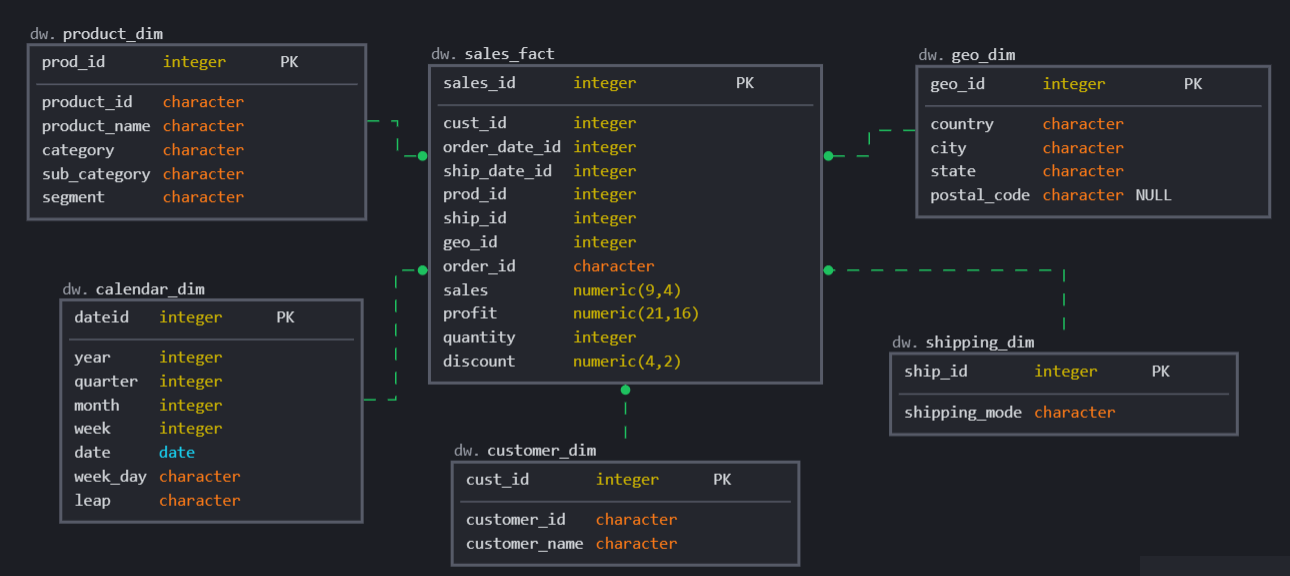 dw. product_dim
prod_id integer PK
product_id character
product_name character
category character
sub_category character
segment character
dw. sales_fact
sales_id integer PK
cust_id integer
order_date_id integer
ship_date_id integer
prod_id integer
ship_id integer
geo_id integer
order_id character
sales numeric(9,4)
profit numeric(21,16)
quantity integer
discount numeric(4,2)
dw. geo_dim
geo_id integer PK
country character
city character
state character
postal_code character NULL
dw. calendar_dim
dateid integer PK
year integer
quarter integer
month integer
week integer
date date
week_day character
leap character
dw. shipping_dim
ship_id integer PK
shipping_mode character
dw. customer_dim
cust_id integer PK
customer_id character
customer_name character